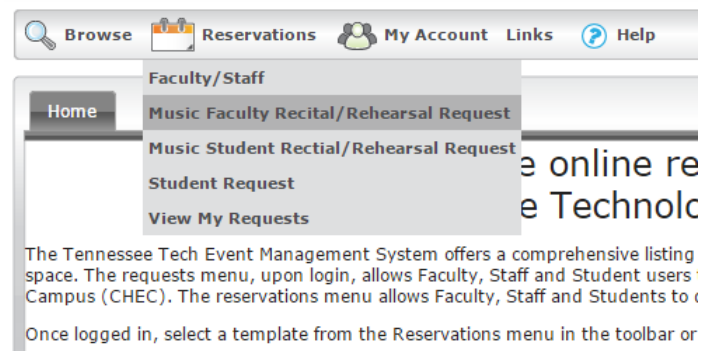 Browse Reservations My Account Links Help
Faculty/Staff
Home
Music Faculty Recital/Rehearsal Request
Music Student Rectial/Rehearsal Request
Student Request
View My Requests
e online re
e Technolo
The Tennessee Tech Event Management System offers a comprehensive listing
space. The requests menu, upon login, allows Faculty, Staff and Student users
Campus (CHEC). The reservations menu allows Faculty, Staff and Students to
Once logged in, select a template from the Reservations menu in the toolbar or